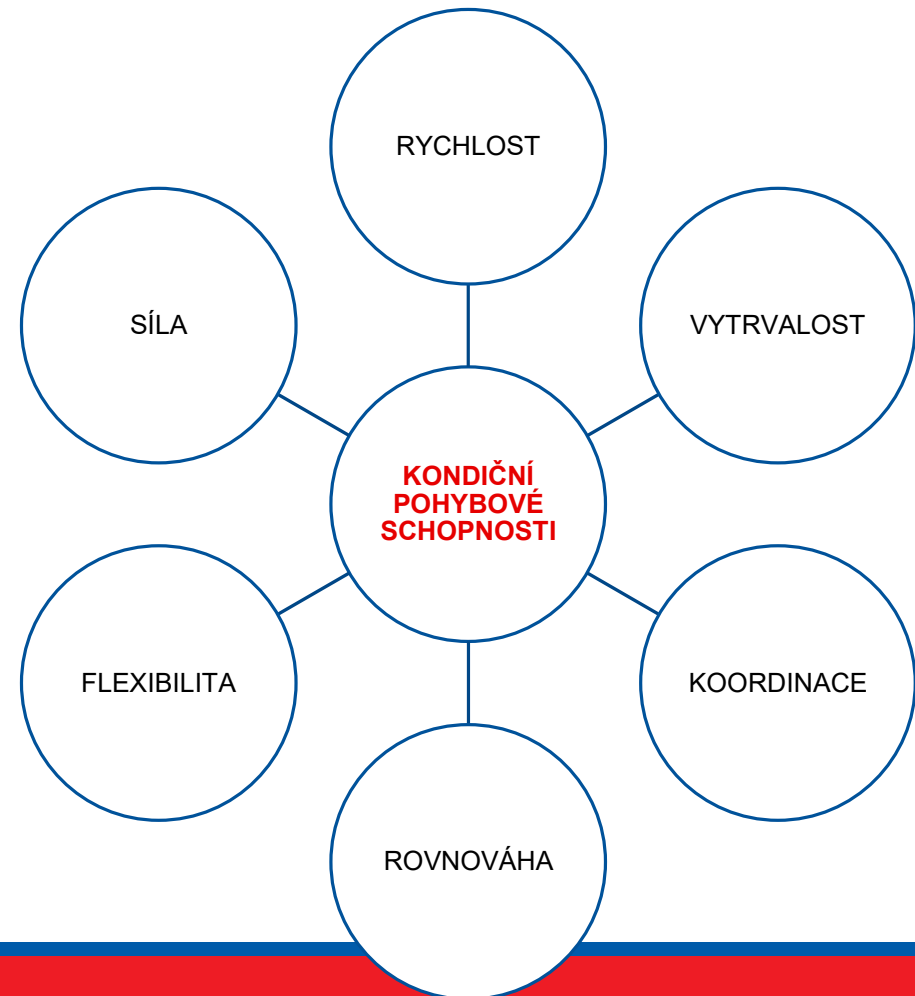 RYCHLOST
SÍLA
VYTRVALOST
KONDIČNÍ
POHYBOVÉ
SCHOPNOSTI
FLEXIBILITA
KOORDINACE
ROVNOVÁHA